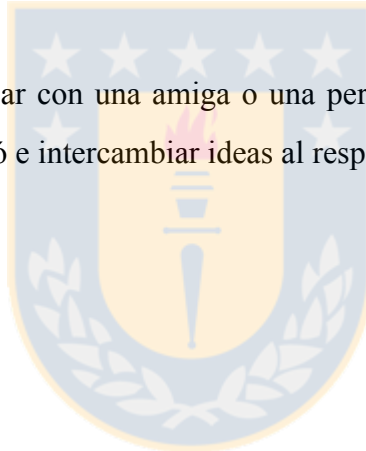 ar con una amiga o una per
ó e intercambiar ideas al resp